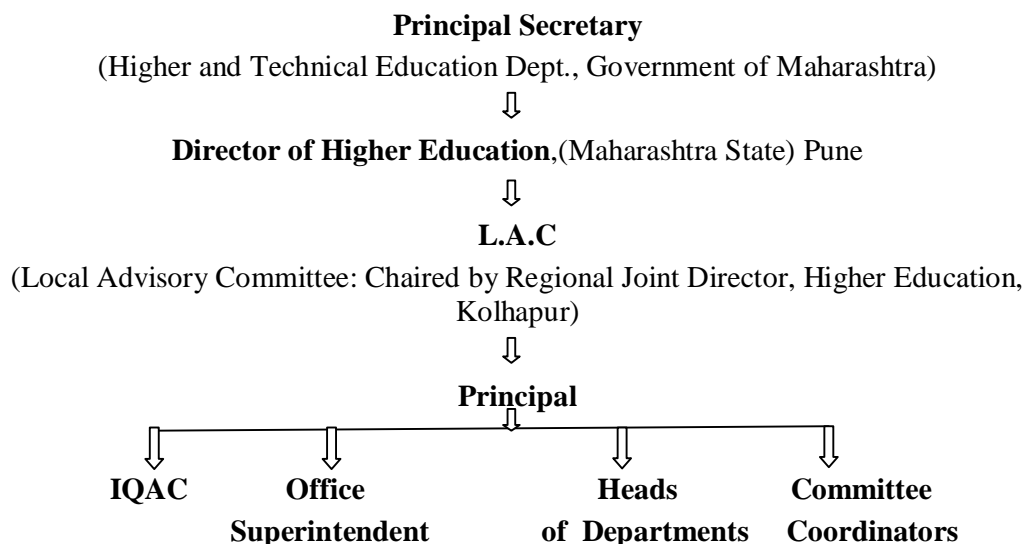 Principal Secretary
(Higher and Technical Education Dept., Government of Maharashtra)
Director of Higher Education,(Maharashtra State) Pune
L.A.C
(Local Advisory Committee: Chaired by Regional Joint Director, Higher Education,
Kolhapur)
Principal
IQAC Office Heads Committee
Superintendent of Departments Coordinators